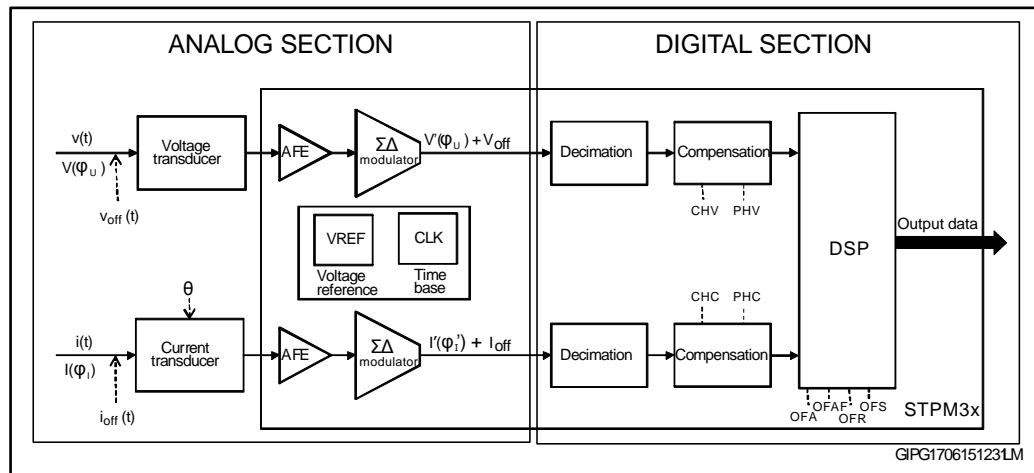 ANALOG SECTION
DIGITAL SECTION
v(t)
V(φU)
voff (t)
Voltage
transducer
AFE
ΣΔ
modulator
V'(φU) + Voff
Decimation
Compensation
CHV
PHV
VREF
Voltage
reference
CLK
Time
base
DSP
Output data
θ
i(t)
I(φI)
ioff (t)
Current
transducer
AFE
ΣΔ
modulator
I'(φI') + Ioff
Decimation
CHC
PHC
Compensation
OFA
OFAF
OFR
OFS
STPM3x
GIPG1706151231LM